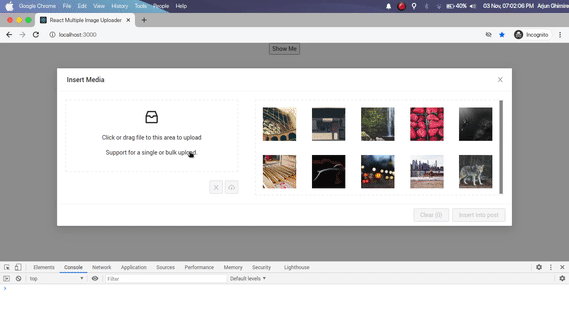 Google Chrome File Edit View History Tools People Help
40% 03 Nov, 07:02:06 PM Arjun Ghimire
React Multiple Image Uploader
localhost:3000
Incognito
Show Me
Insert Media
Click or drag file to this area to upload
Support for a single or bulk upload.
Clear (0)
Insert into post
Elements Console Network Application Sources Performance Memory Security Lighthouse
top
Filter
Default levels